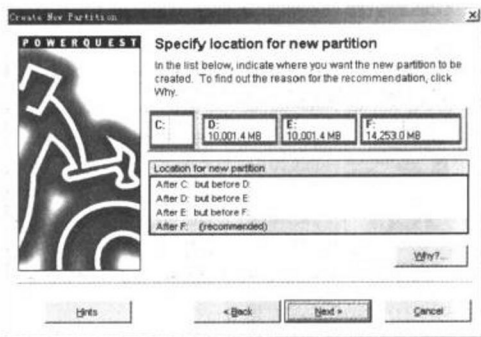 Create New Partition
POWERQUEST
Specify location for new partition
In the list below, indicate where you want the new partition to be
created. To find out the reason for the recommendation, click
Why.
C:
D:
10,001.4 MB
E:
10,001.4 MB
F:
14,253.0 MB
Location for new partition
After C: but before D:
After D: but before E:
After E: but before F:
After F: (recommended)
Why?...
Hints
< Back
Next >
Cancel